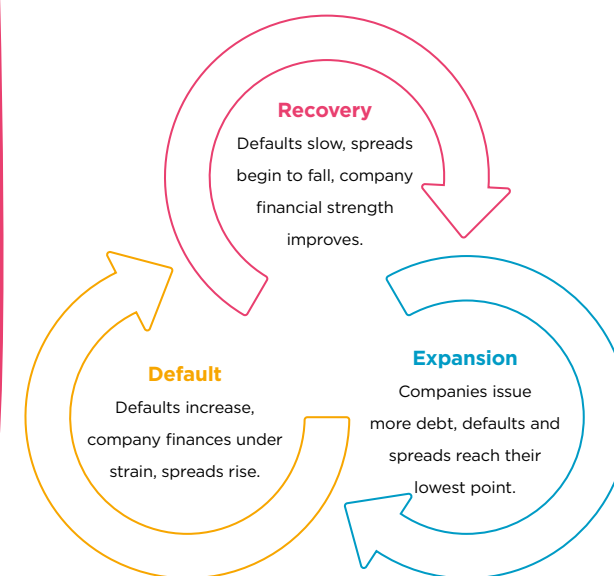 Recovery
Defaults slow, spreads
begin to fall, company
financial strength
improves.
Expansion
Companies issue
more debt, defaults and
spreads reach their
lowest point.
Default
Defaults increase,
company finances under
strain, spreads rise.